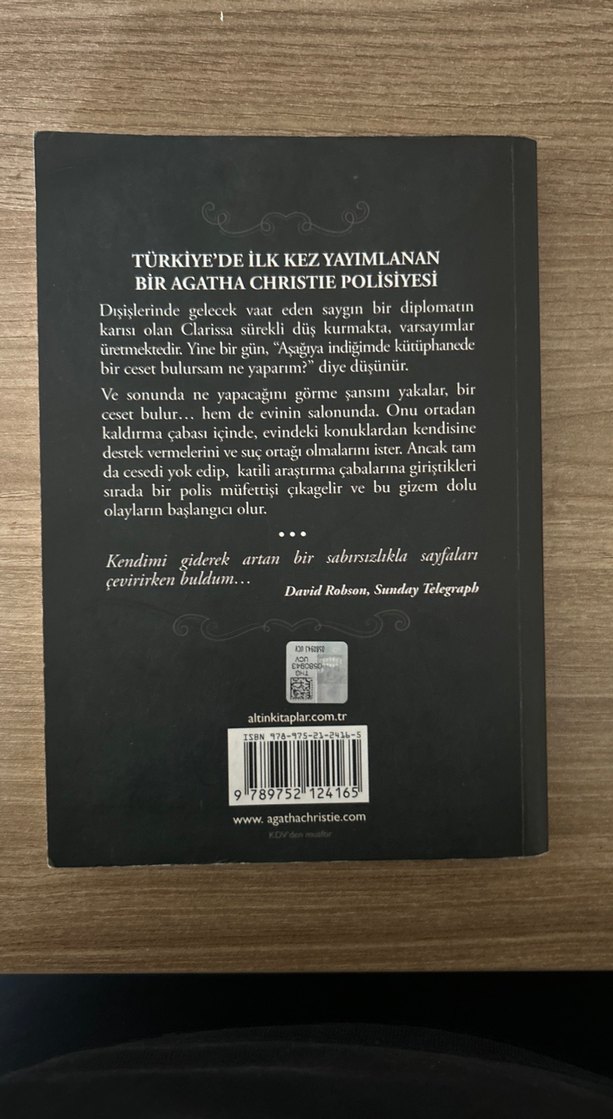 TÜRKİYE'DE İLK KEZ YAYIMLANAN
BİR AGATHA CHRISTIE POLİSİYESİ
Dışişlerinde gelecek vaat eden saygın bir diplomatın
karısı olan Clarissa sürekli düş kurmakta, varsayımlar
üretmektedir. Yine bir gün, “Aşağıya indiğimde kütüphanede
bir ceset bulursam ne yaparım?” diye düşünür.
Ve sonunda ne yapacağını görme şansını yakalar, bir
ceset bulur… hem de evinin salonunda. Onu ortadan
kaldırma çabası içinde, evindeki konuklardan kendisine
destek vermelerini ve suç ortağı olmalarını ister. Ancak tam
da cesedi yok edip, katili araştırma çabalarına giriştikleri
sırada bir polis müfettişi çıkagelir ve bu gizem dolu
olayların başlangıcı olur.
•••
Kendimi giderek artan bir sabırsızlıkla sayfaları
çevirirken buldum…
David Robson, Sunday Telegraph
0580943 UCV
UCV
0580943
altinkitaplar.com.tr
ISBN 978-975-21-2416-5
9 789752 124165
www. agathachristie.com
KDV'den muaftır